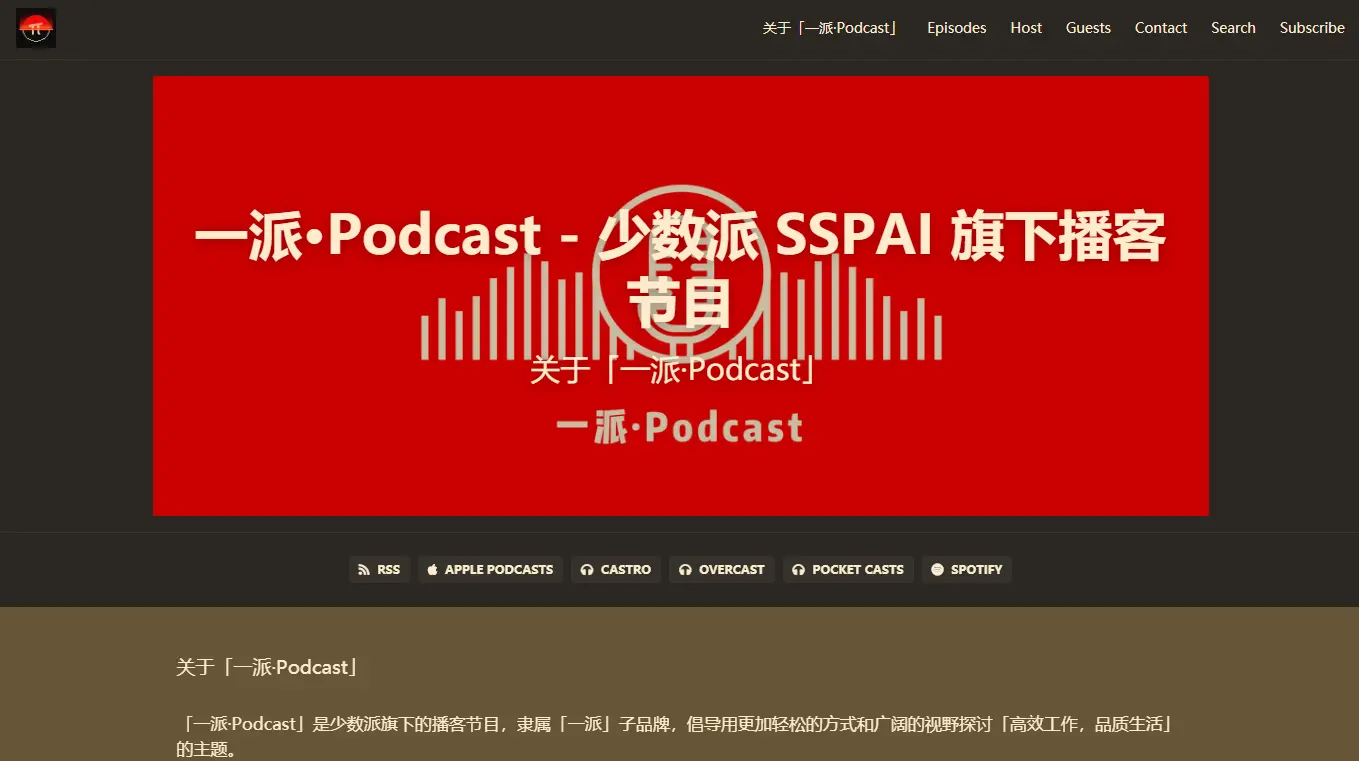 关于「一派·Podcast」 Episodes Host Guests Contact Search Subscribe
一派•Podcast - 少数派 SSPAI 旗下播客
节目
关于「一派·Podcast」
一派·Podcast
RSS APPLE PODCASTS CASTRO OVERCAST POCKET CASTS SPOTIFY
关于「一派·Podcast」
「一派·Podcast」是少数派旗下的播客节目，隶属「一派」子品牌，倡导用更加轻松的方式和广阔的视野探讨「高效工作，品质生活」
的主题。